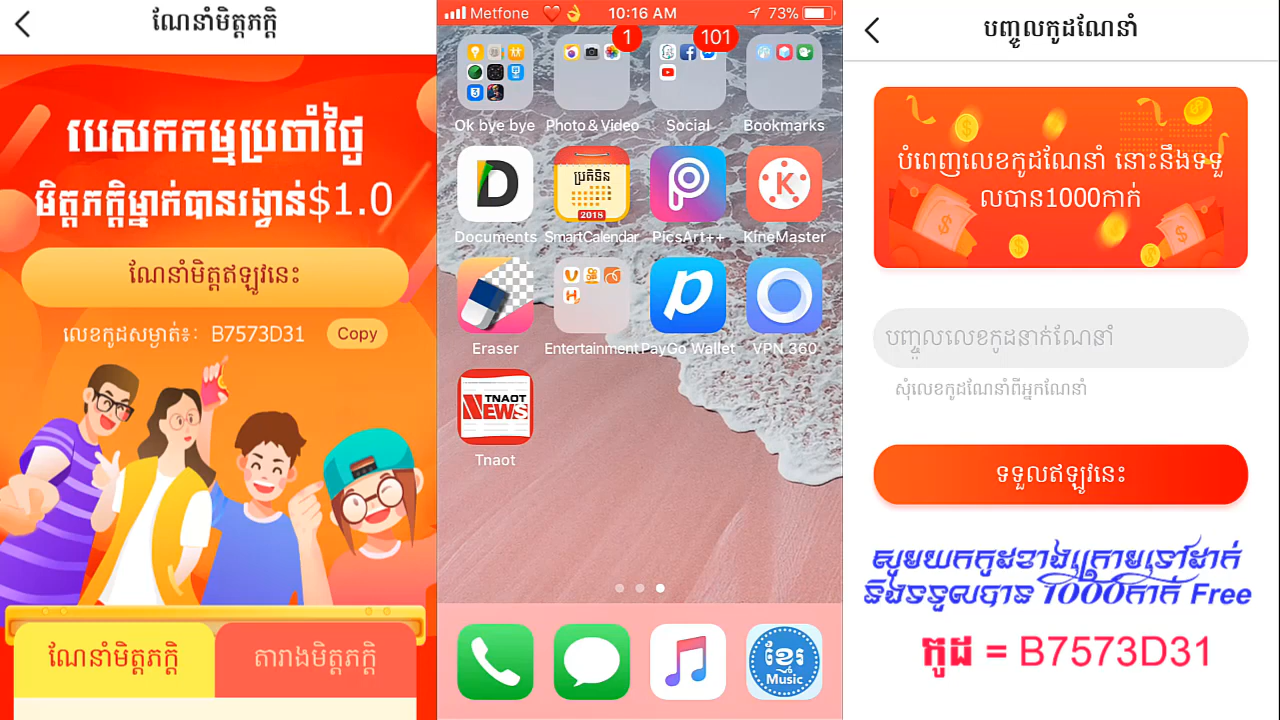 ណែនាំមិត្តភក្តិ
បេសកកម្មប្រចាំថ្ងៃ
មិត្តភក្តិម្នាក់បានរង្វាន់$1.0
ណែនាំមិត្តឥឡូវនេះ
លេខកូដសម្ងាត់៖: B7573D31 Copy
ណែនាំមិត្តភក្តិ តារាងមិត្តភក្តិ
Metfone 10:16 AM 73%
1 101
Ok bye bye Photo & Video Social Bookmarks
ប្រតិទិន
2018
Documents SmartCalendar PicsArt++ KineMaster
Eraser Entertainment PayGo Wallet VPN 360
TNAOT
NEWS
Tnaot
ខ្មែរ
Music
បញ្ចូលកូដណែនាំ
បំពេញលេខកូដណែនាំ នោះនឹងទទួ
លបាន1000កាក់
បញ្ចូលលេខកូដនាក់ណែនាំ
សុំលេខកូដណែនាំពីអ្នកណែនាំ
ទទួលឥឡូវនេះ
សូមយកកូដខាងក្រោមទៅដាក់
និងទទួលបាន 1000កាក់ Free
កូដ = B7573D31